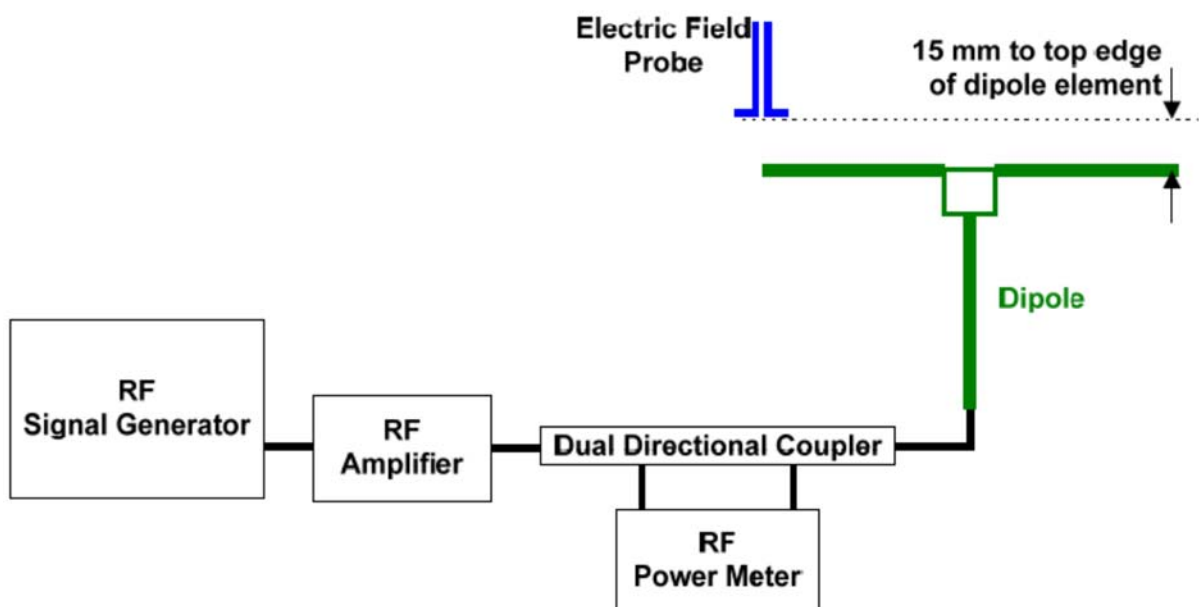 Electric Field
Probe
15 mm to top edge
of dipole element
Dipole
RF
Signal Generator
RF
Amplifier
Dual Directional Coupler
RF
Power Meter